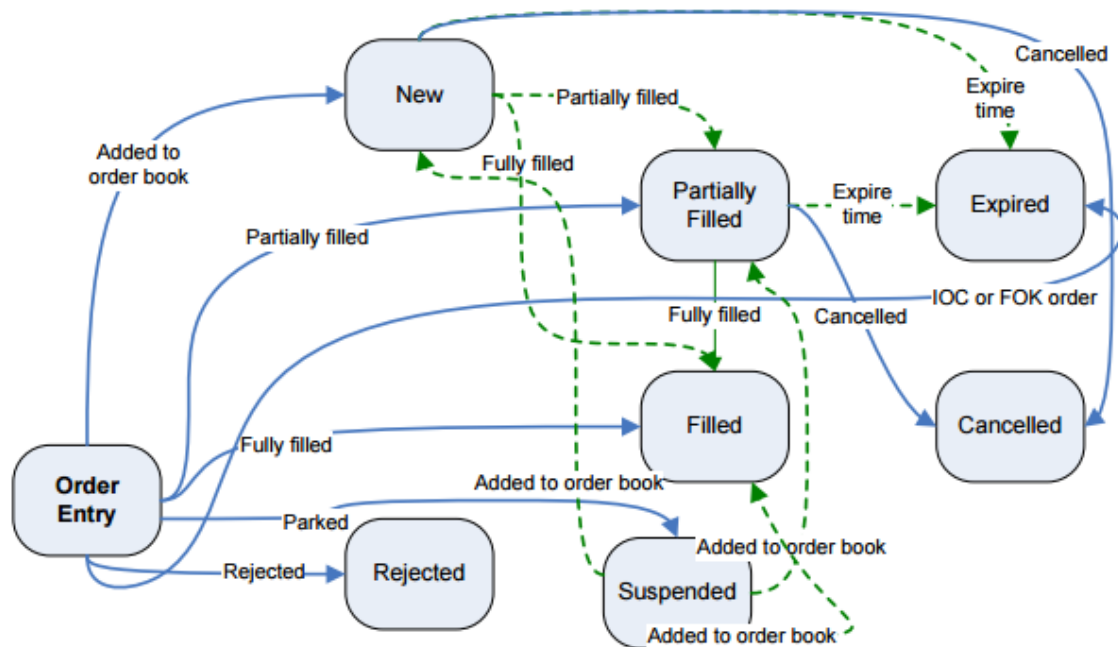 Cancelled
New
Partially filled
Expire
time
Added to
order book
Fully filled
Partially
Filled
Expire
time
Expired
Partially filled
IOC or FOK order
Fully filled
Cancelled
Filled
Cancelled
Fully filled
Order
Entry
Added to order book
Parked
Added to order book
Rejected
Rejected
Suspended
Added to order book